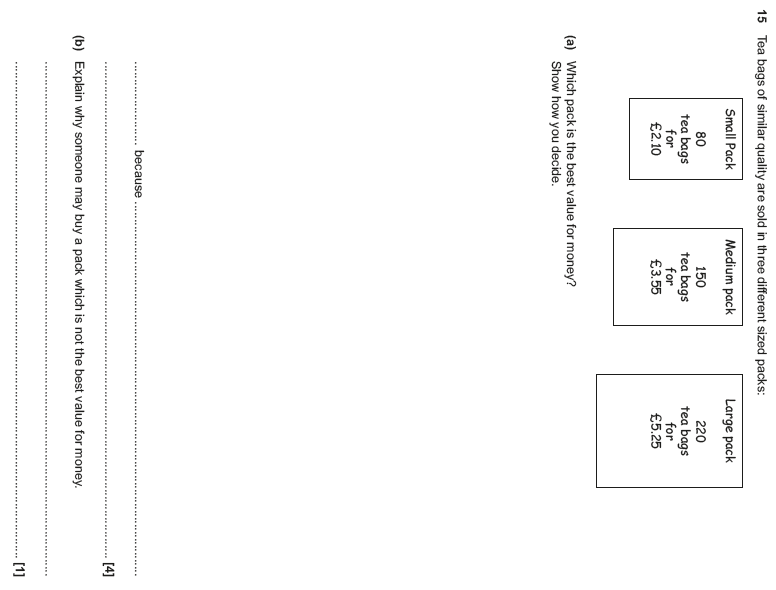 15 Tea bags of similar quality are sold in three different sized packs:
Small Pack
80
tea bags
for
£2.10
Medium pack
150
tea bags
for
£3.55
Large pack
220
tea bags
for
£5.25
(a) Which pack is the best value for money?
Show how you decide.
.................... because ....................
.................... [4]
(b) Explain why someone may buy a pack which is not the best value for money.
....................
.................... [1]